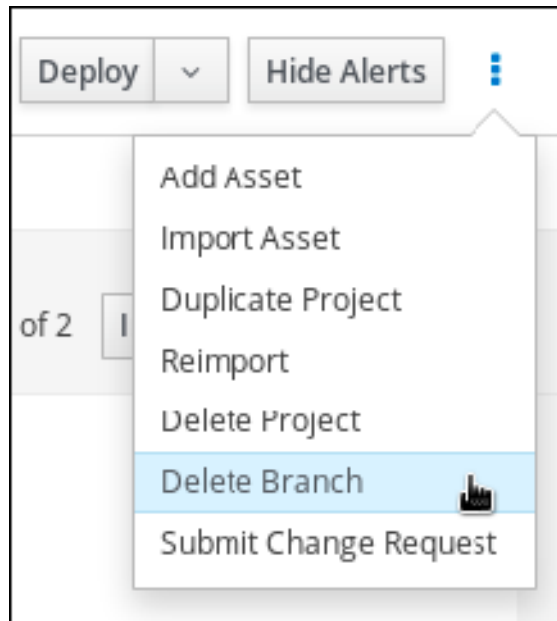 Deploy Hide Alerts
Add Asset
Import Asset
Duplicate Project
of 2
Reimport
Delete Project
Delete Branch
Submit Change Request